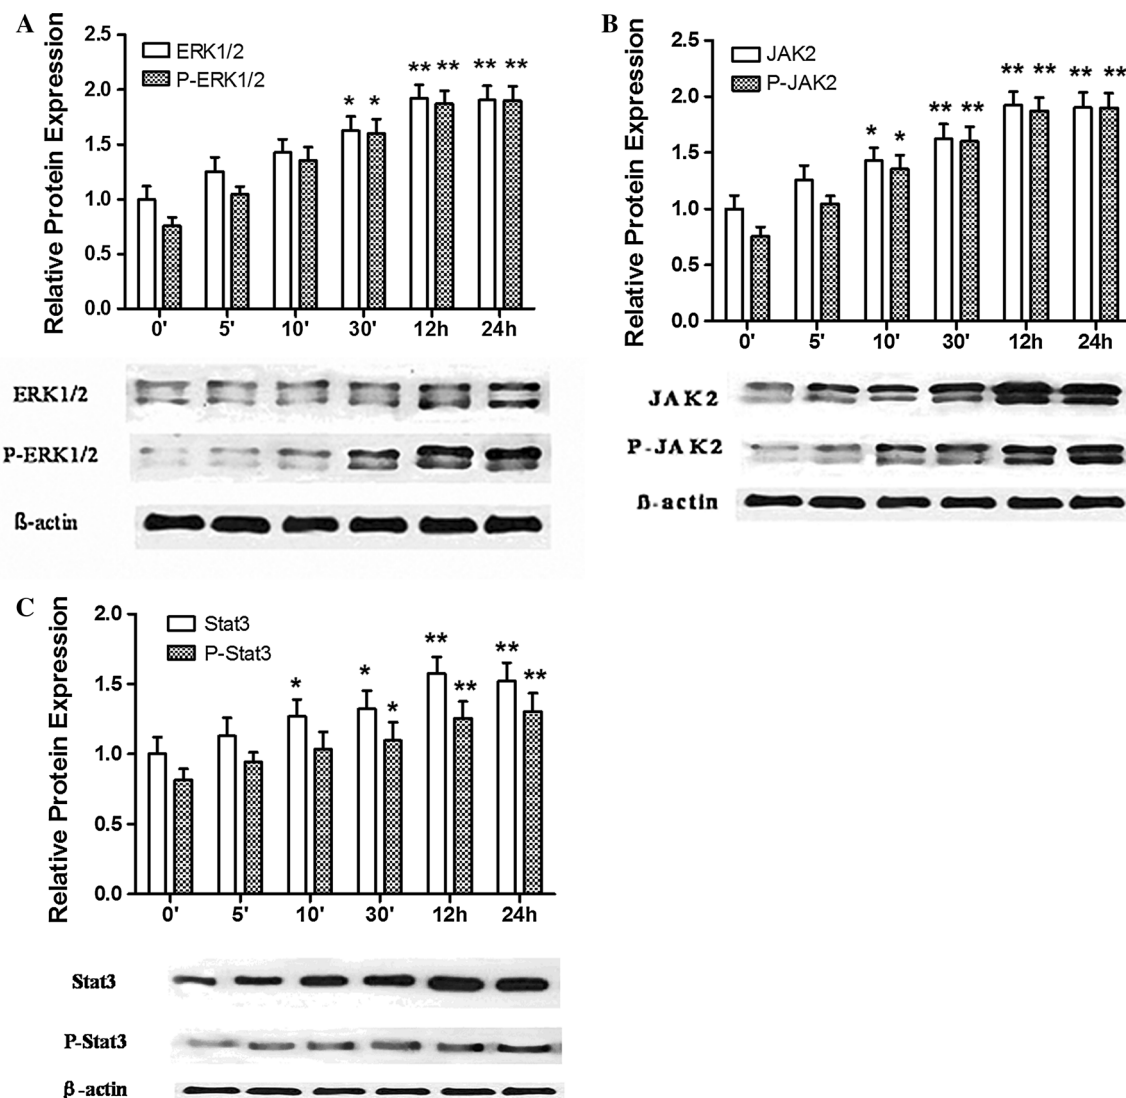 A
Relative Protein Expression
2.5
2.0
1.5
1.0
0.5
0.0
ERK1/2
P-ERK1/2
* *
** **
** **
0' 5' 10' 30' 12h 24h
ERK1/2
P-ERK1/2
ß-actin
B
Relative Protein Expression
2.5
2.0
1.5
1.0
0.5
0.0
JAK2
P-JAK2
* *
** **
** **
** **
0' 5' 10' 30' 12h 24h
JAK2
P-JAK2
ß-actin
C
Relative Protein Expression
2.0
1.5
1.0
0.5
0.0
Stat3
P-Stat3
*
* *
** **
** **
0' 5' 10' 30' 12h 24h
Stat3
P-Stat3
β-actin